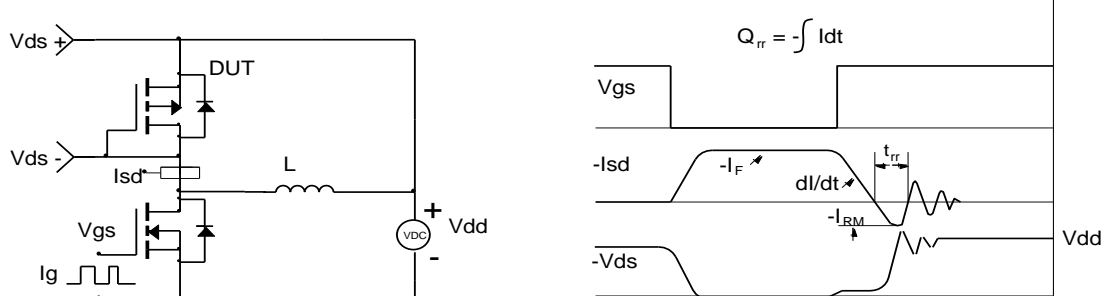 Vds +
DUT
Vds -
Isd
L
Vgs
Ig
+
VDC
Vdd
-
Qrr = -∫ Idt
Vgs
-Isd
-IF
dI/dt
trr
-IRM
Vdd
-Vds